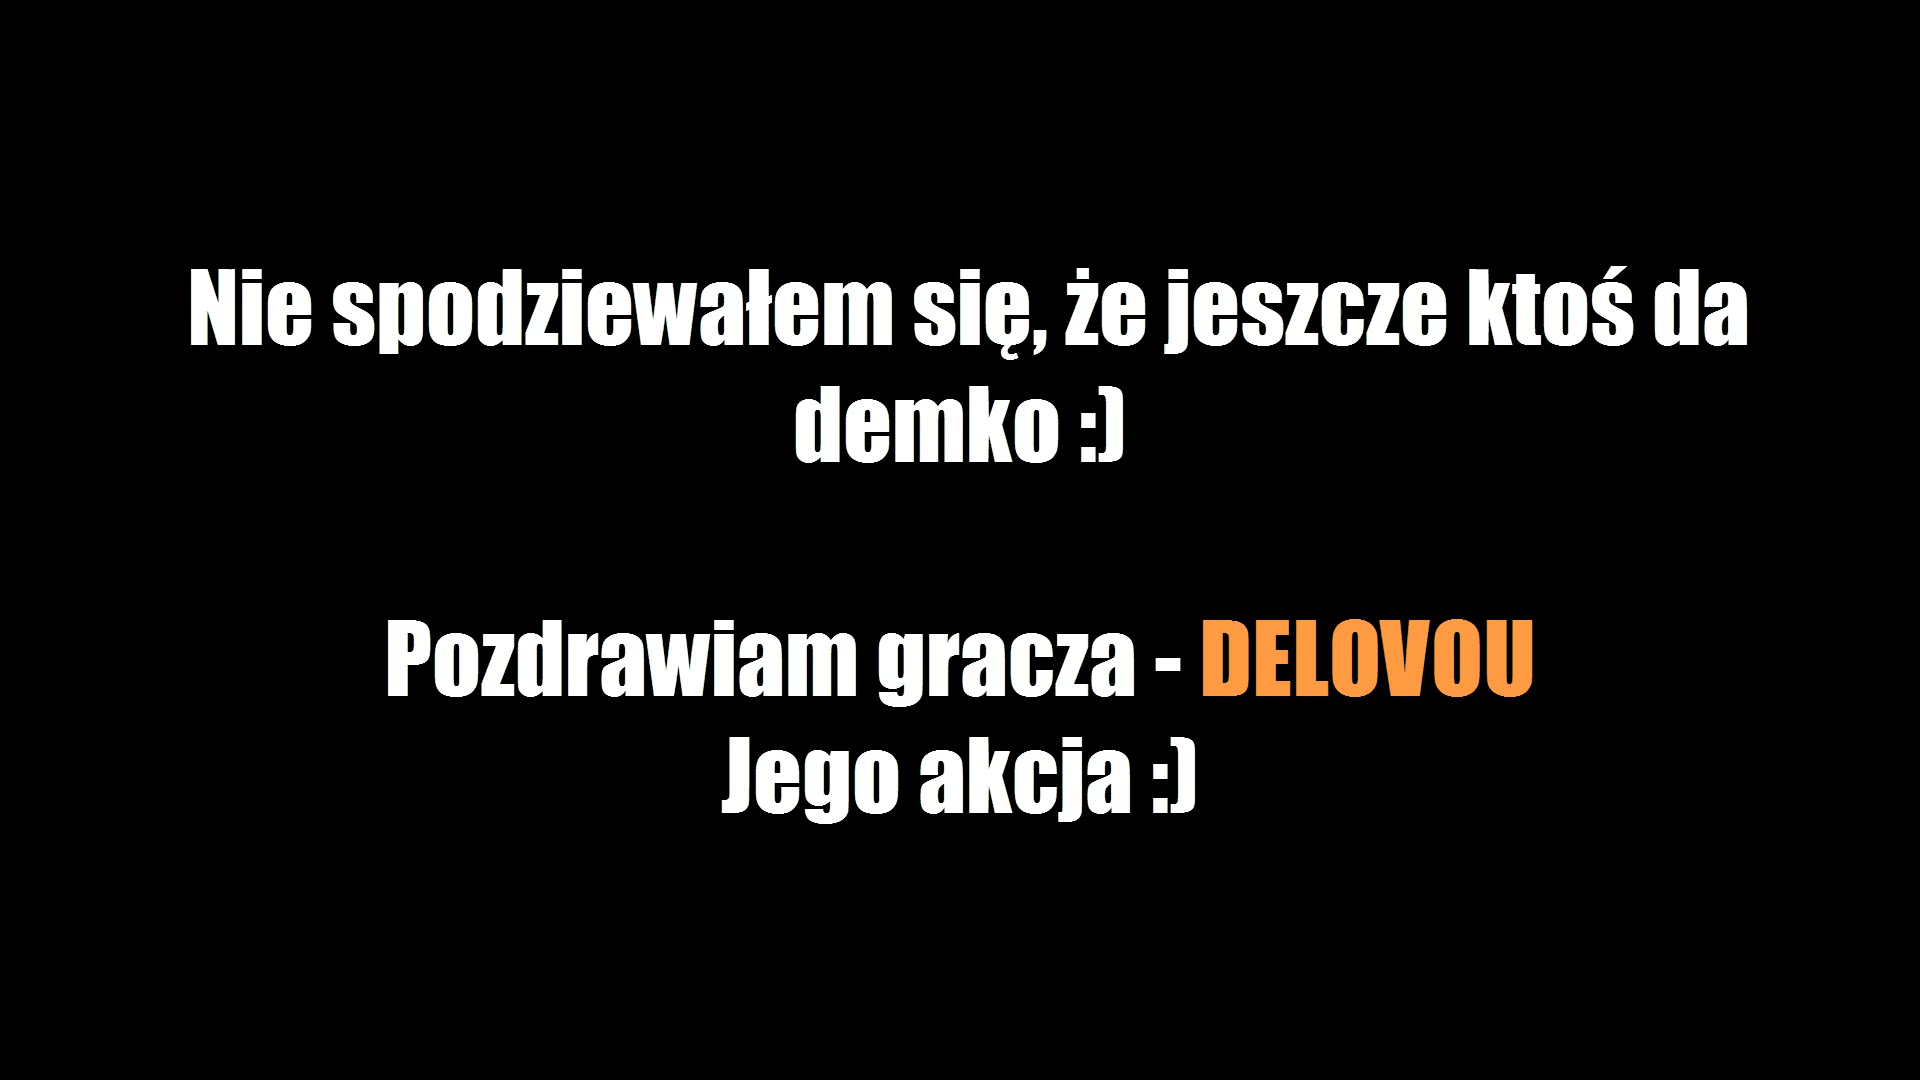 Nie spodziewałem się, że jeszcze ktoś da
demko :)
Pozdrawiam gracza - DELOVOU
Jego akcja :)